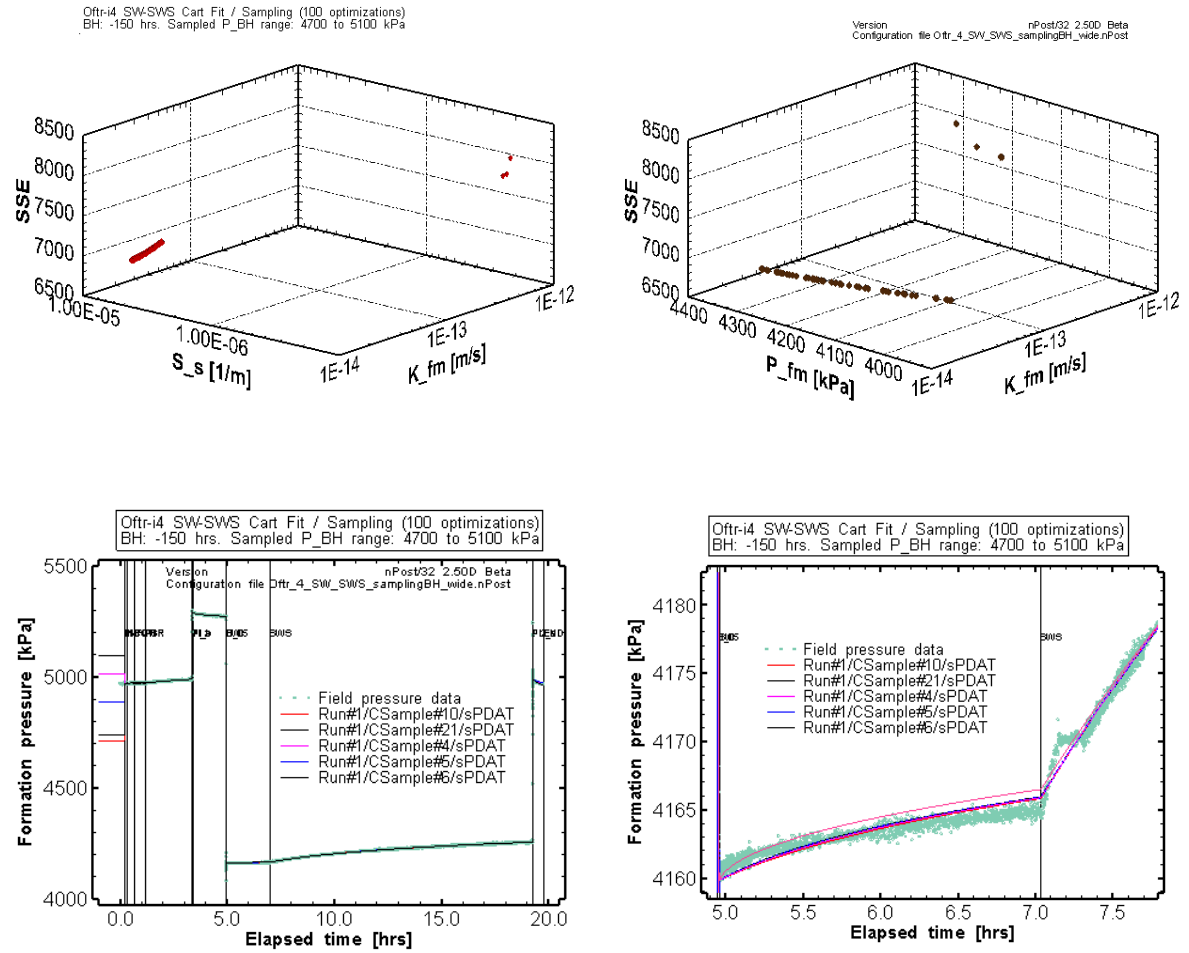 Oftr-i4 SW-SWS Cart Fit / Sampling (100 optimizations)
BH: -150 hrs. Sampled P_BH range: 4700 to 5100 kPa
8500
8000
7500
7000
6500
SSE
1.00E-05
1.00E-06
S_s [1/m]
1E-14
1E-13
1E-12
K_fm [m/s]
Version nPost/32 2.50D Beta
Configuration file Oftr_4_SW_SWS_samplingBH_wide.nPost
8500
8000
7500
7000
6500
SSE
4400
4300
4200
4100
4000
P_fm [kPa]
1E-14
1E-13
1E-12
K_fm [m/s]
Oftr-i4 SW-SWS Cart Fit / Sampling (100 optimizations)
BH: -150 hrs. Sampled P_BH range: 4700 to 5100 kPa
Version nPost/32 2.50D Beta
Configuration file Oftr_4_SW_SWS_samplingBH_wide.nPost
5500
5000
4500
4000
Formation pressure [kPa]
SWS
Field pressure data
Run#1/CSample#10/sPDAT
Run#1/CSample#21/sPDAT
Run#1/CSample#4/sPDAT
Run#1/CSample#5/sPDAT
Run#1/CSample#6/sPDAT
0.0 5.0 10.0 15.0 20.0
Elapsed time [hrs]
Oftr-i4 SW-SWS Cart Fit / Sampling (100 optimizations)
BH: -150 hrs. Sampled P_BH range: 4700 to 5100 kPa
4180
4175
4170
4165
4160
Formation pressure [kPa]
SWS
Field pressure data
Run#1/CSample#10/sPDAT
Run#1/CSample#21/sPDAT
Run#1/CSample#4/sPDAT
Run#1/CSample#5/sPDAT
Run#1/CSample#6/sPDAT
5.0 5.5 6.0 6.5 7.0 7.5
Elapsed time [hrs]